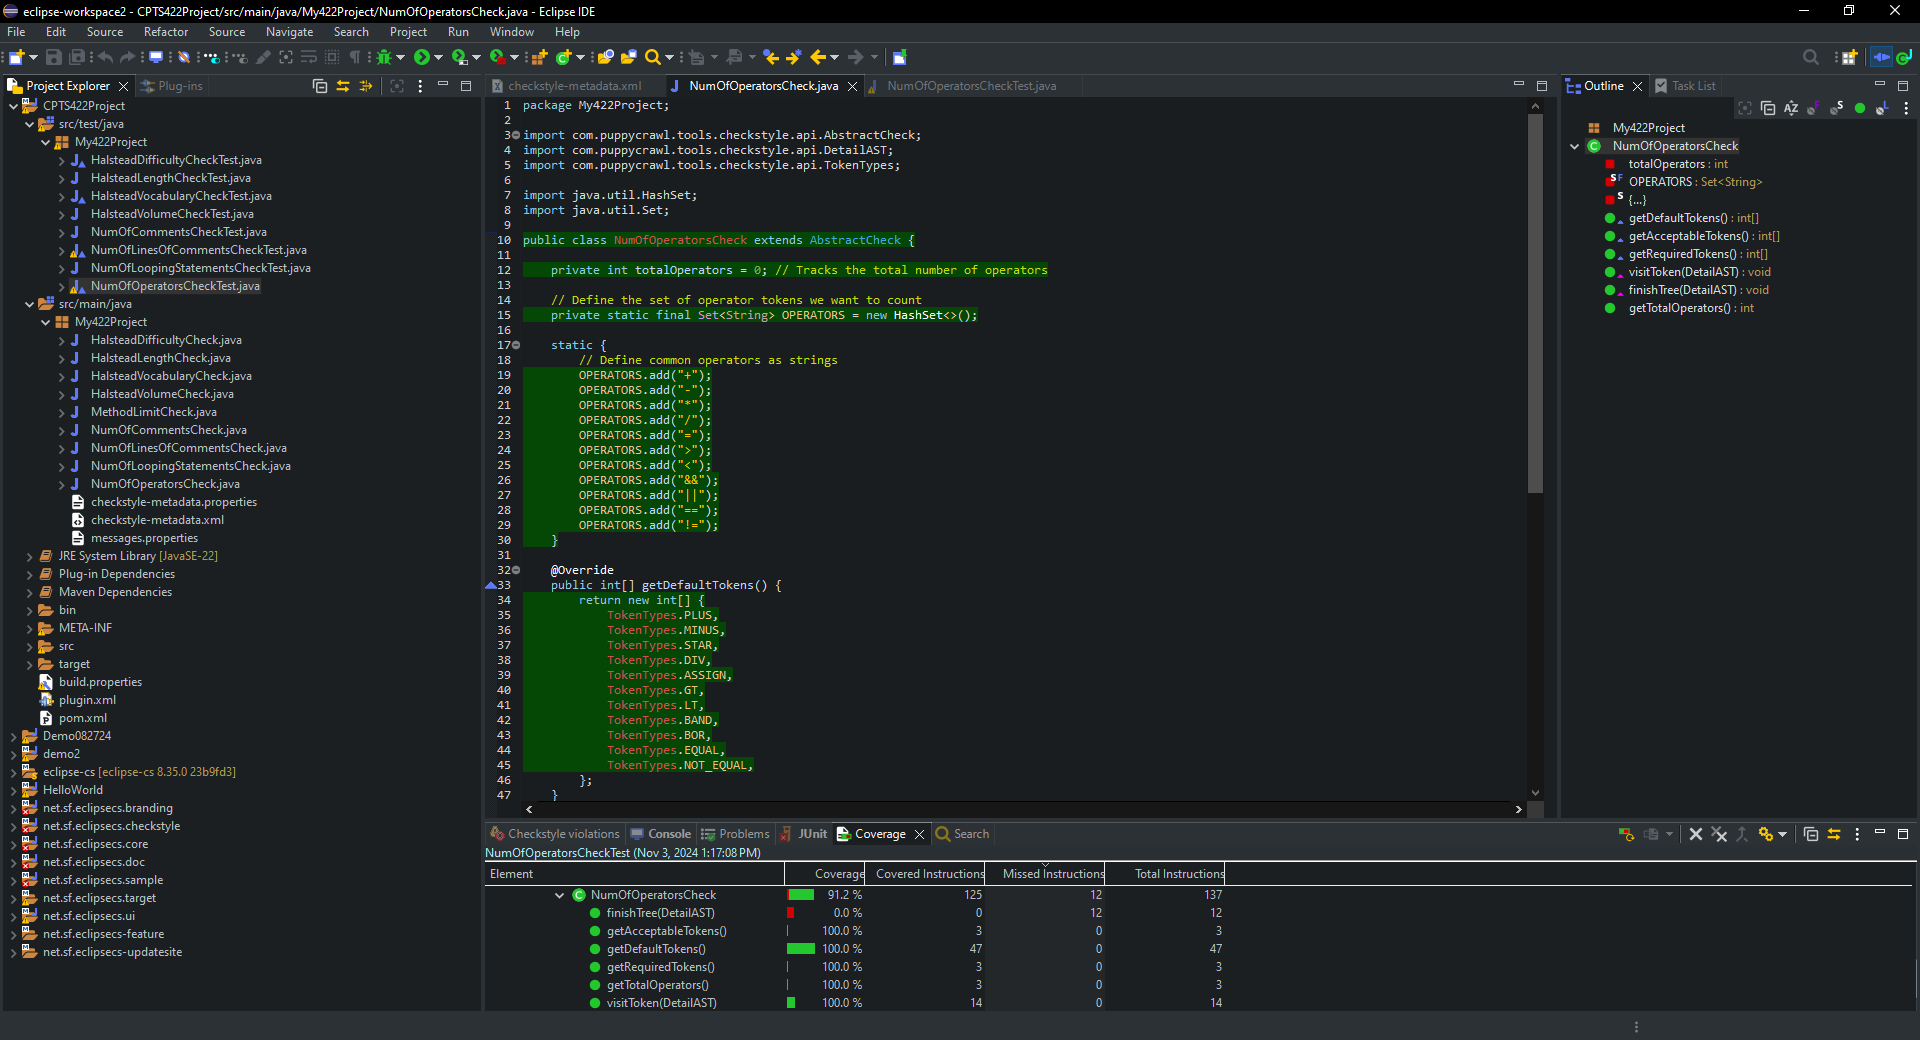 eclipse-workspace2 - CPTS422Project/src/main/java/My422Project/NumOfOperatorsCheck.java - Eclipse IDE
File Edit Source Refactor Source Navigate Search Project Run Window Help
Project Explorer Plug-ins
CPTS422Project
src/test/java
My422Project
HalsteadDifficultyCheckTest.java
HalsteadLengthCheckTest.java
HalsteadVocabularyCheckTest.java
HalsteadVolumeCheckTest.java
NumOfCommentsCheckTest.java
NumOfLinesOfCommentsCheckTest.java
NumOfLoopingStatementsCheckTest.java
NumOfOperatorsCheckTest.java
src/main/java
My422Project
HalsteadDifficultyCheck.java
HalsteadLengthCheck.java
HalsteadVocabularyCheck.java
HalsteadVolumeCheck.java
MethodLimitCheck.java
NumOfCommentsCheck.java
NumOfLinesOfCommentsCheck.java
NumOfLoopingStatementsCheck.java
NumOfOperatorsCheck.java
checkstyle-metadata.properties
checkstyle-metadata.xml
messages.properties
JRE System Library [JavaSE-22]
Plug-in Dependencies
Maven Dependencies
bin
META-INF
src
target
build.properties
plugin.xml
pom.xml
Demo082724
demo2
eclipse-cs [eclipse-cs 8.35.0 23b9fd3]
HelloWorld
net.sf.eclipsecs.branding
net.sf.eclipsecs.checkstyle
net.sf.eclipsecs.core
net.sf.eclipsecs.doc
net.sf.eclipsecs.sample
net.sf.eclipsecs.target
net.sf.eclipsecs.ui
net.sf.eclipsecs-feature
net.sf.eclipsecs-updatesite
checkstyle-metadata.xml NumOfOperatorsCheck.java NumOfOperatorsCheckTest.java
1 package My422Project;
2
3 import com.puppycrawl.tools.checkstyle.api.AbstractCheck;
4 import com.puppycrawl.tools.checkstyle.api.DetailAST;
5 import com.puppycrawl.tools.checkstyle.api.TokenTypes;
6
7 import java.util.HashSet;
8 import java.util.Set;
9
10 public class NumOfOperatorsCheck extends AbstractCheck {
11
12 private int totalOperators = 0; // Tracks the total number of operators
13
14 // Define the set of operator tokens we want to count
15 private static final Set<String> OPERATORS = new HashSet<>();
16
17 static {
18 // Define common operators as strings
19 OPERATORS.add("+");
20 OPERATORS.add("-");
21 OPERATORS.add("*");
22 OPERATORS.add("/");
23 OPERATORS.add("=");
24 OPERATORS.add(">");
25 OPERATORS.add("<");
26 OPERATORS.add("&&");
27 OPERATORS.add("||");
28 OPERATORS.add("==");
29 OPERATORS.add("!=");
30 }
31
32 @Override
33 public int[] getDefaultTokens() {
34 return new int[] {
35 TokenTypes.PLUS,
36 TokenTypes.MINUS,
37 TokenTypes.STAR,
38 TokenTypes.DIV,
39 TokenTypes.ASSIGN,
40 TokenTypes.GT,
41 TokenTypes.LT,
42 TokenTypes.BAND,
43 TokenTypes.BOR,
44 TokenTypes.EQUAL,
45 TokenTypes.NOT_EQUAL,
46 };
47 }
Outline Task List
My422Project
NumOfOperatorsCheck
totalOperators : int
OPERATORS : Set<String>
{...}
getDefaultTokens() : int[]
getAcceptableTokens() : int[]
getRequiredTokens() : int[]
visitToken(DetailAST) : void
finishTree(DetailAST) : void
getTotalOperators() : int
Checkstyle violations Console Problems JUnit Coverage Search
NumOfOperatorsCheckTest (Nov 3, 2024 1:17:08 PM)
Element Coverage Covered Instructions Missed Instructions Total Instructions
NumOfOperatorsCheck 91.2 % 125 12 137
finishTree(DetailAST) 0.0 % 0 12 12
getAcceptableTokens() 100.0 % 3 0 3
getDefaultTokens() 100.0 % 47 0 47
getRequiredTokens() 100.0 % 3 0 3
getTotalOperators() 100.0 % 3 0 3
visitToken(DetailAST) 100.0 % 14 0 14